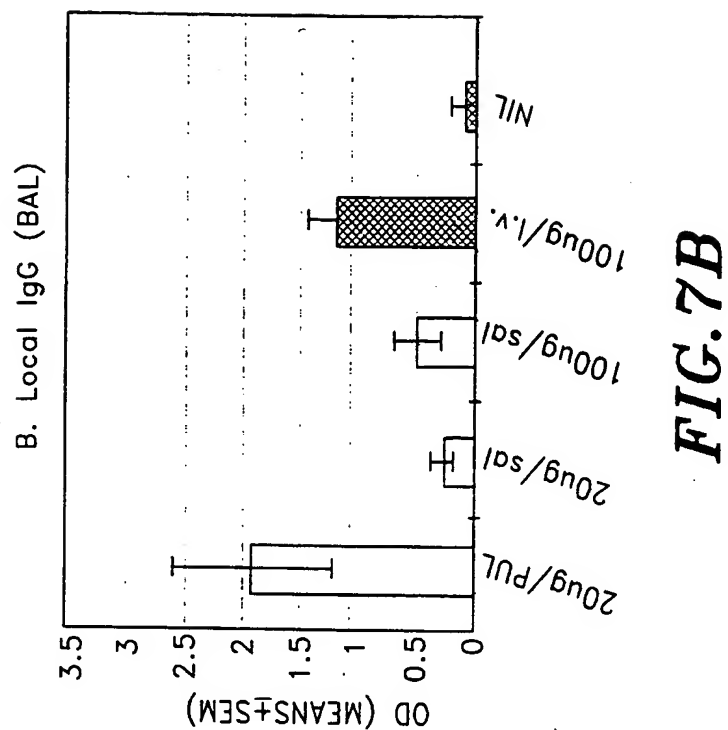 B. Local IgG (BAL)
OD (MEANS±SEM)
3.5
3
2.5
2
1.5
1
0.5
0
20ug/PUL
20ug/sal
100ug/sal
100ug/I.v.
NIL
FIG. 7B